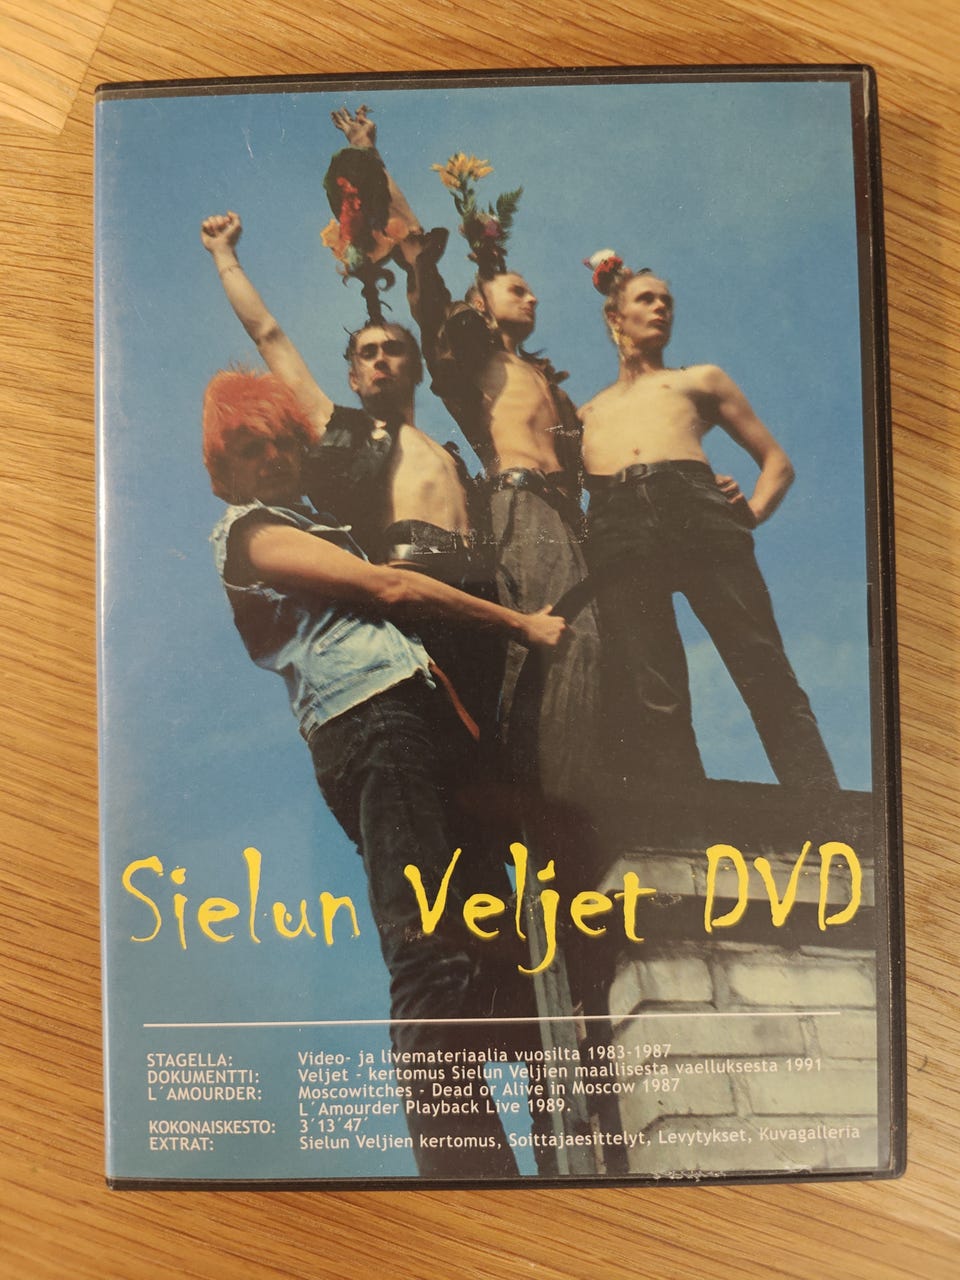 Sielun Veljet DVD
STAGELLA: Video- ja livemateriaalia vuosilta 1983-1987
DOKUMENTTI: Veljet - kertomus Sielun Veljien maallisesta vaelluksesta 1991
L´AMOURDER: Moscowitches - Dead or Alive in Moscow 1987
L´Amourder Playback Live 1989.
KOKONAISKESTO: 3´13´47´
EXTRAT: Sielun Veljien kertomus, Soittajaesittelyt, Levytykset, Kuvagalleria